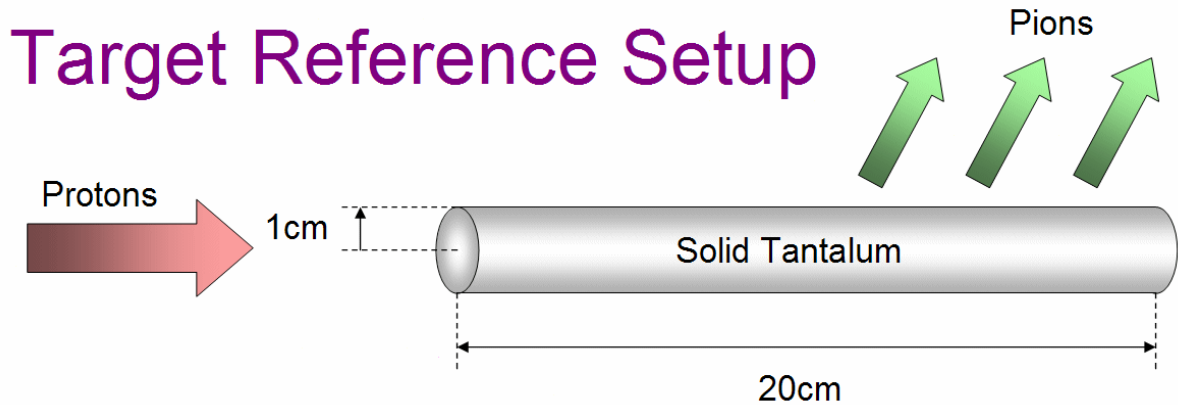 Target Reference Setup
Pions
Protons
1cm
Solid Tantalum
20cm